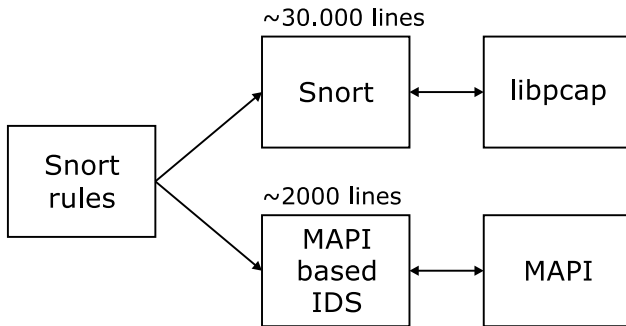 ~30.000 lines
Snort
libpcap
Snort
rules
~2000 lines
MAPI
based
IDS
MAPI